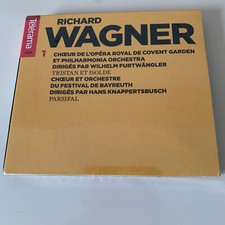 Télérama
1
RICHARD
WAGNER
CHŒUR DE L'OPÉRA ROYAL DE COVENT GARDEN
ET PHILHARMONIA ORCHESTRA
DIRIGÉS PAR WILHELM FURTWÄNGLER
TRISTAN ET ISOLDE
CHŒUR ET ORCHESTRE
DU FESTIVAL DE BAYREUTH
DIRIGÉS PAR HANS KNAPPERTSBUSCH
PARSIFAL